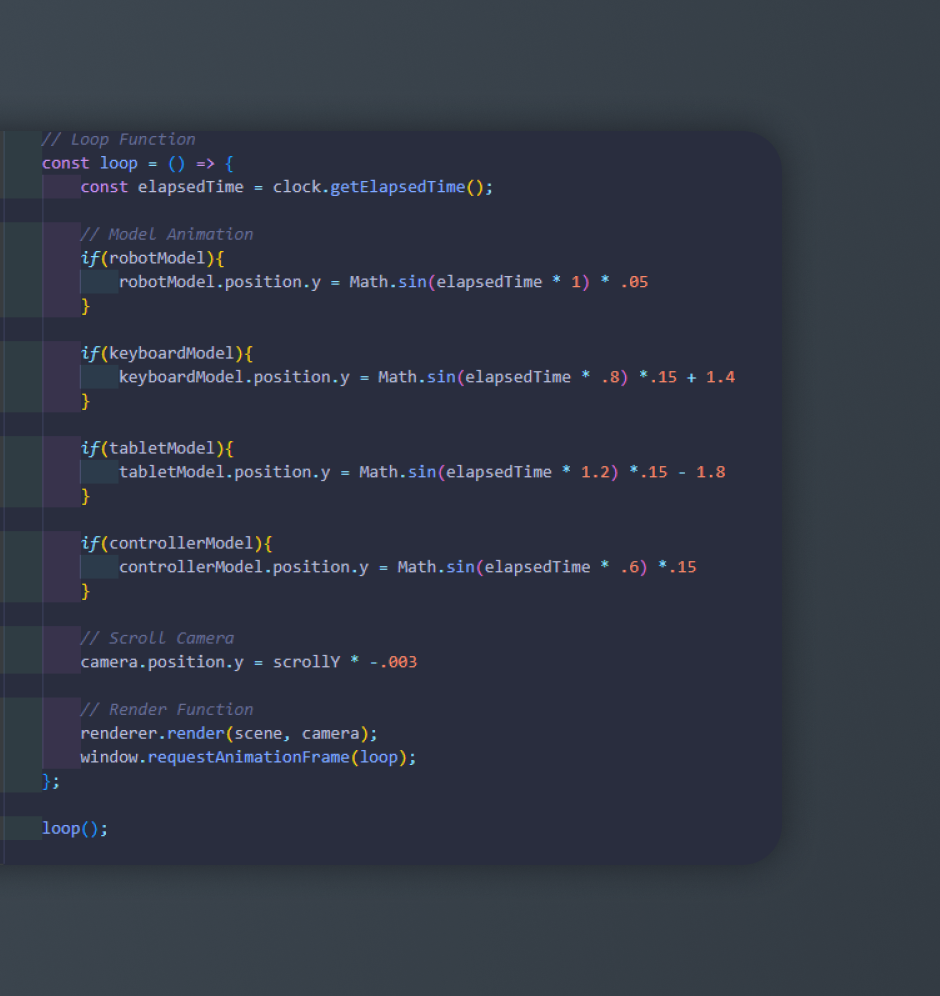 // Loop Function
const loop = () => {
    const elapsedTime = clock.getElapsedTime();

    // Model Animation
    if(robotModel){
        robotModel.position.y = Math.sin(elapsedTime * 1) * .05
    }

    if(keyboardModel){
        keyboardModel.position.y = Math.sin(elapsedTime * .8) *.15 + 1.4
    }

    if(tabletModel){
        tabletModel.position.y = Math.sin(elapsedTime * 1.2) *.15 - 1.8
    }

    if(controllerModel){
        controllerModel.position.y = Math.sin(elapsedTime * .6) *.15
    }

    // Scroll Camera
    camera.position.y = scrollY * -.003

    // Render Function
    renderer.render(scene, camera);
    window.requestAnimationFrame(loop);
};

loop();